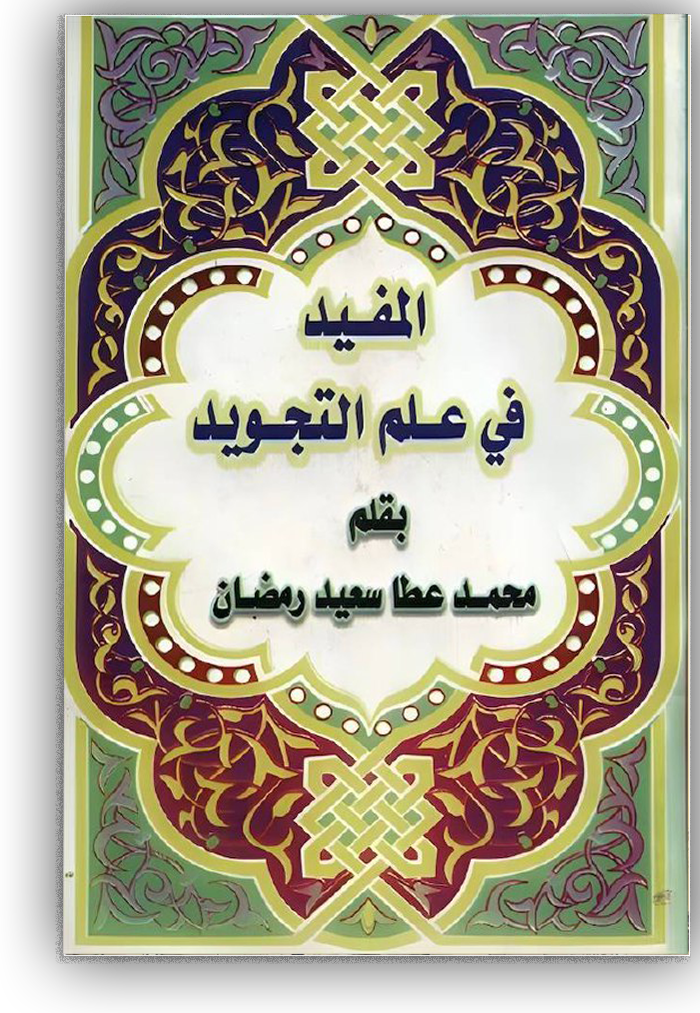 المفيد
في علم التجويد
بقلم
محمد عطا سعيد رمضان